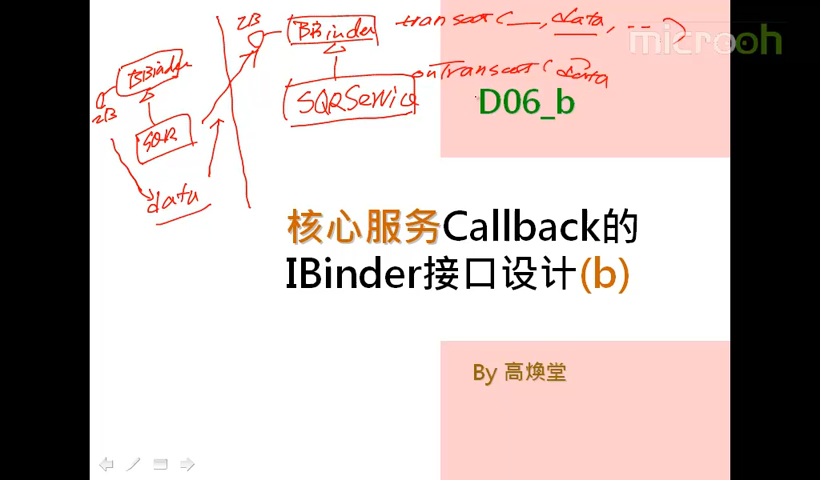 IB
BBinder
transact(__, data, ---)
microoh
BBinder
IB
onTransact( data
SQRService
D06_b
SQR
data
核心服务Callback的
IBinder接口设计(b)
By 高焕堂